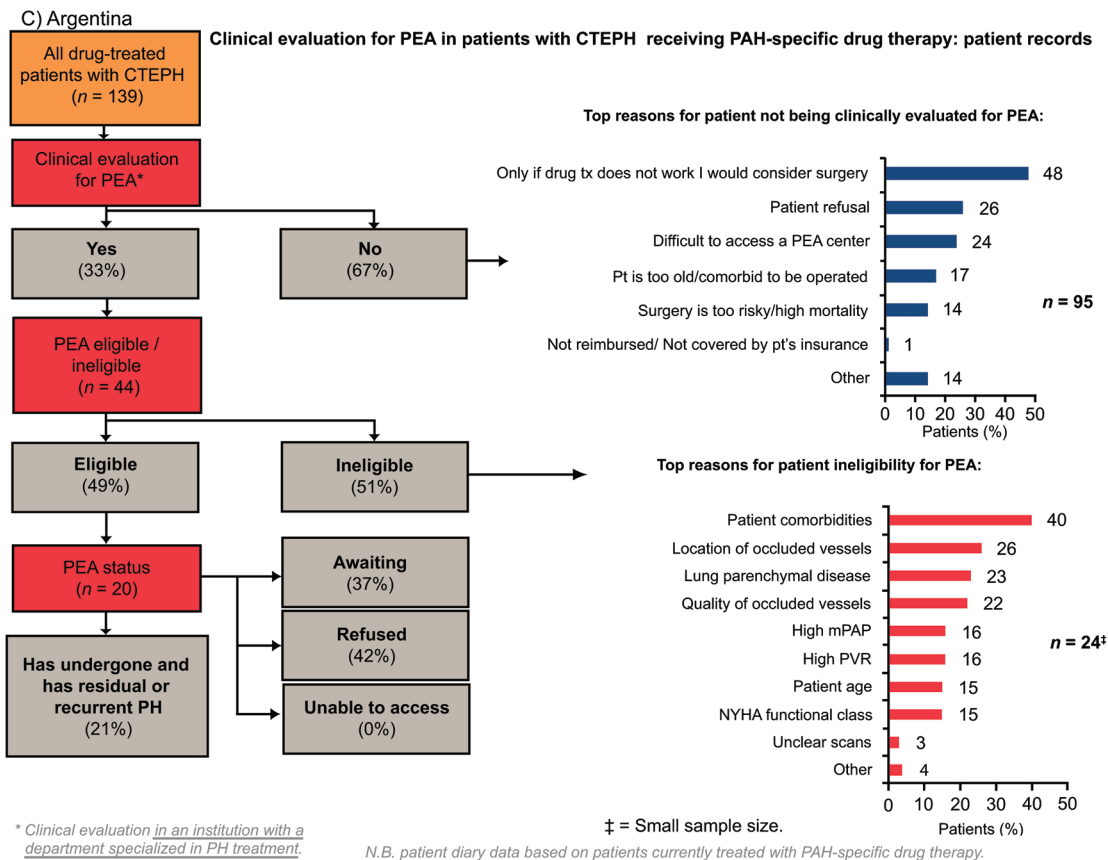 C) Argentina
Clinical evaluation for PEA in patients with CTEPH receiving PAH-specific drug therapy: patient records
All drug-treated
patients with CTEPH
(n = 139)
Clinical evaluation
for PEA*
Yes
(33%)
No
(67%)
PEA eligible /
ineligible
(n = 44)
Eligible
(49%)
Ineligible
(51%)
PEA status
(n = 20)
Awaiting
(37%)
Refused
(42%)
Unable to access
(0%)
Has undergone and
has residual or
recurrent PH
(21%)
Top reasons for patient not being clinically evaluated for PEA:
Only if drug tx does not work I would consider surgery 48
Patient refusal 26
Difficult to access a PEA center 24
Pt is too old/comorbid to be operated 17
Surgery is too risky/high mortality 14
Not reimbursed/ Not covered by pt's insurance 1
Other 14
n = 95
0 10 20 30 40 50
Patients (%)
Top reasons for patient ineligibility for PEA:
Patient comorbidities 40
Location of occluded vessels 26
Lung parenchymal disease 23
Quality of occluded vessels 22
High mPAP 16
High PVR 16
Patient age 15
NYHA functional class 15
Unclear scans 3
Other 4
n = 24‡
0 10 20 30 40 50
Patients (%)
‡ = Small sample size.
* Clinical evaluation in an institution with a
department specialized in PH treatment.
N.B. patient diary data based on patients currently treated with PAH-specific drug therapy.